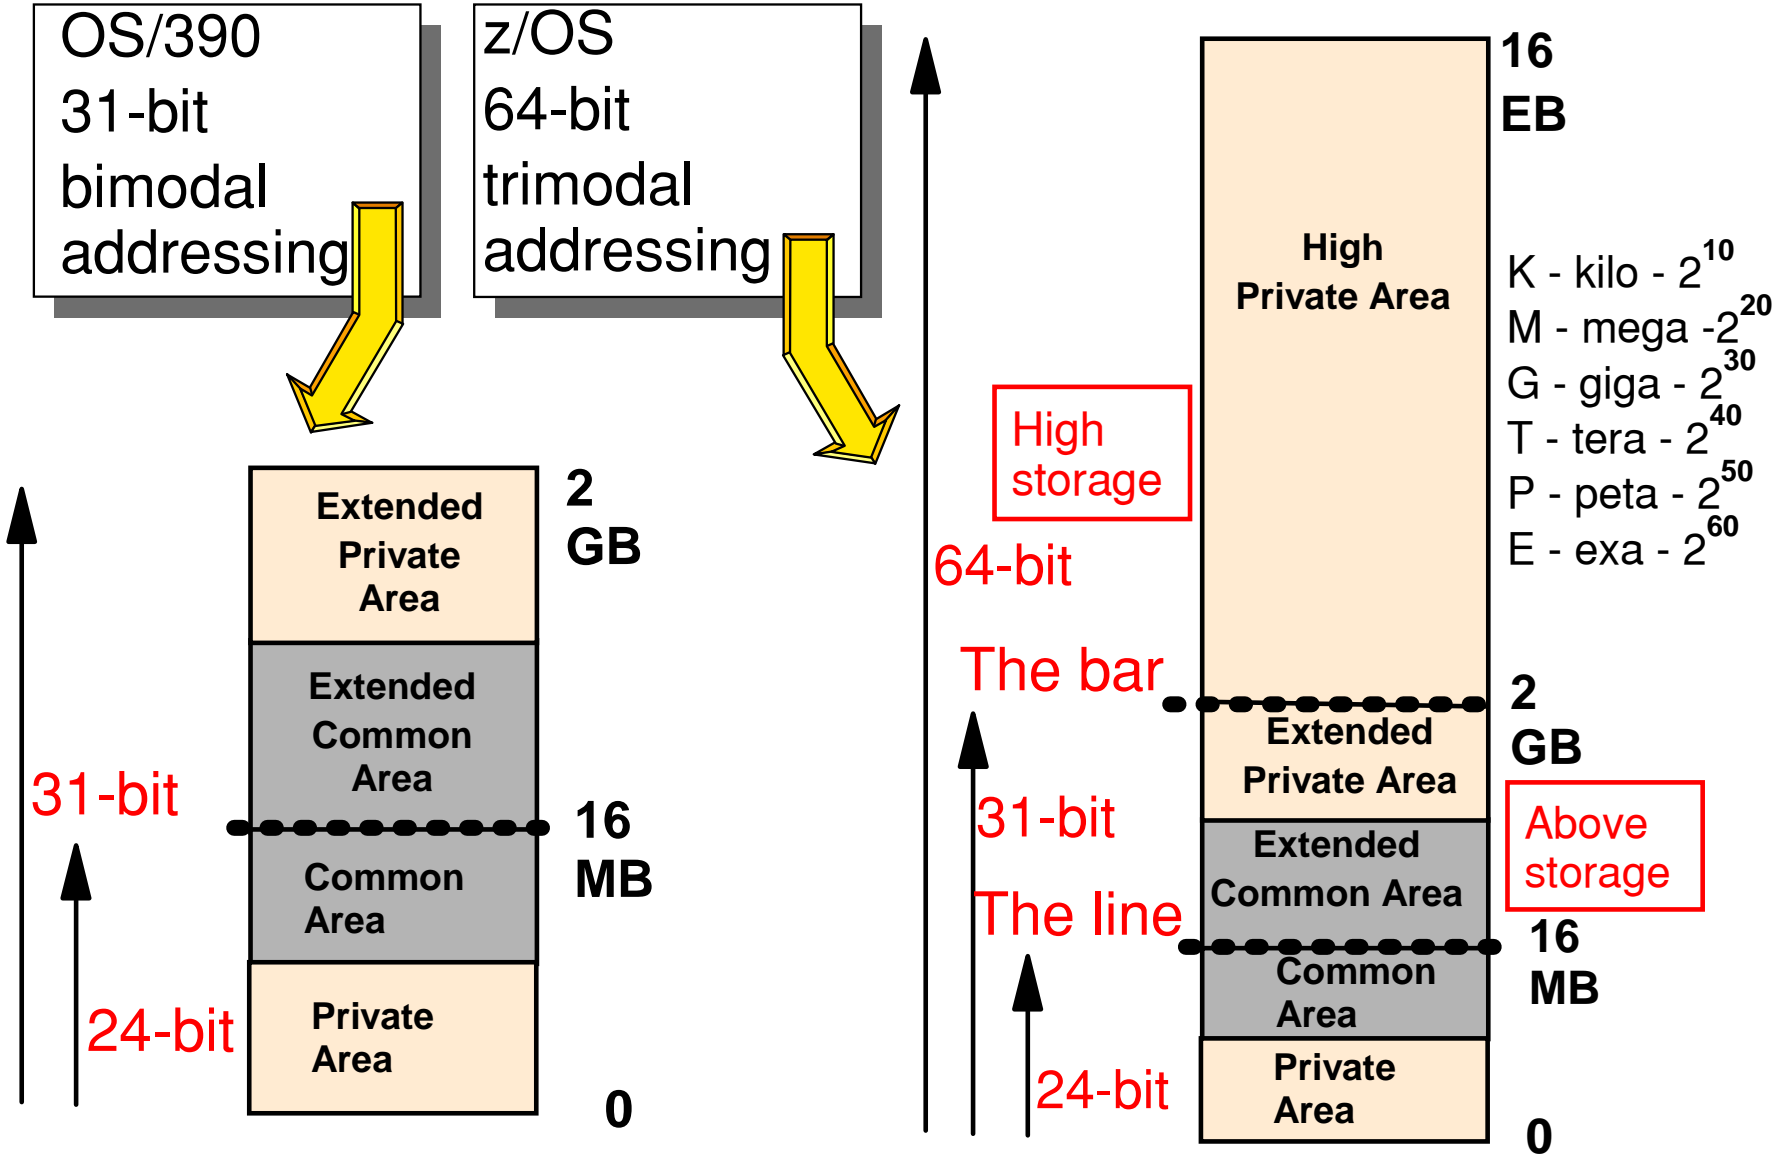 OS/390
31-bit
bimodal
addressing
z/OS
64-bit
trimodal
addressing
Extended
Private
Area
Extended
Common
Area
Common
Area
Private
Area
2
GB
16
MB
0
31-bit
24-bit
High
Private Area
Extended
Private Area
Extended
Common Area
Common
Area
Private
Area
16
EB
2
GB
16
MB
0
High
storage
64-bit
The bar
31-bit
The line
24-bit
Above
storage
K - kilo - 2^10
M - mega -2^20
G - giga - 2^30
T - tera - 2^40
P - peta - 2^50
E - exa - 2^60